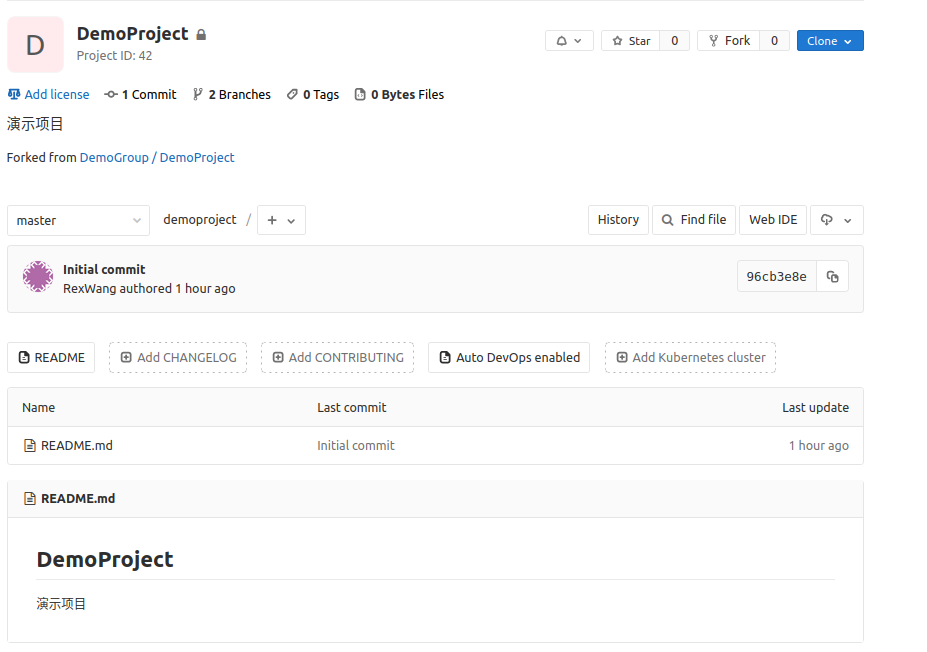 D
DemoProject
Project ID: 42
Star 0
Fork 0
Clone
Add license 1 Commit 2 Branches 0 Tags 0 Bytes Files
演示项目
Forked from DemoGroup / DemoProject
master
demoproject / +
History Find file Web IDE
Initial commit
RexWang authored 1 hour ago
96cb3e8e
README Add CHANGELOG Add CONTRIBUTING Auto DevOps enabled Add Kubernetes cluster
Name Last commit Last update
README.md Initial commit 1 hour ago
README.md
DemoProject
演示项目